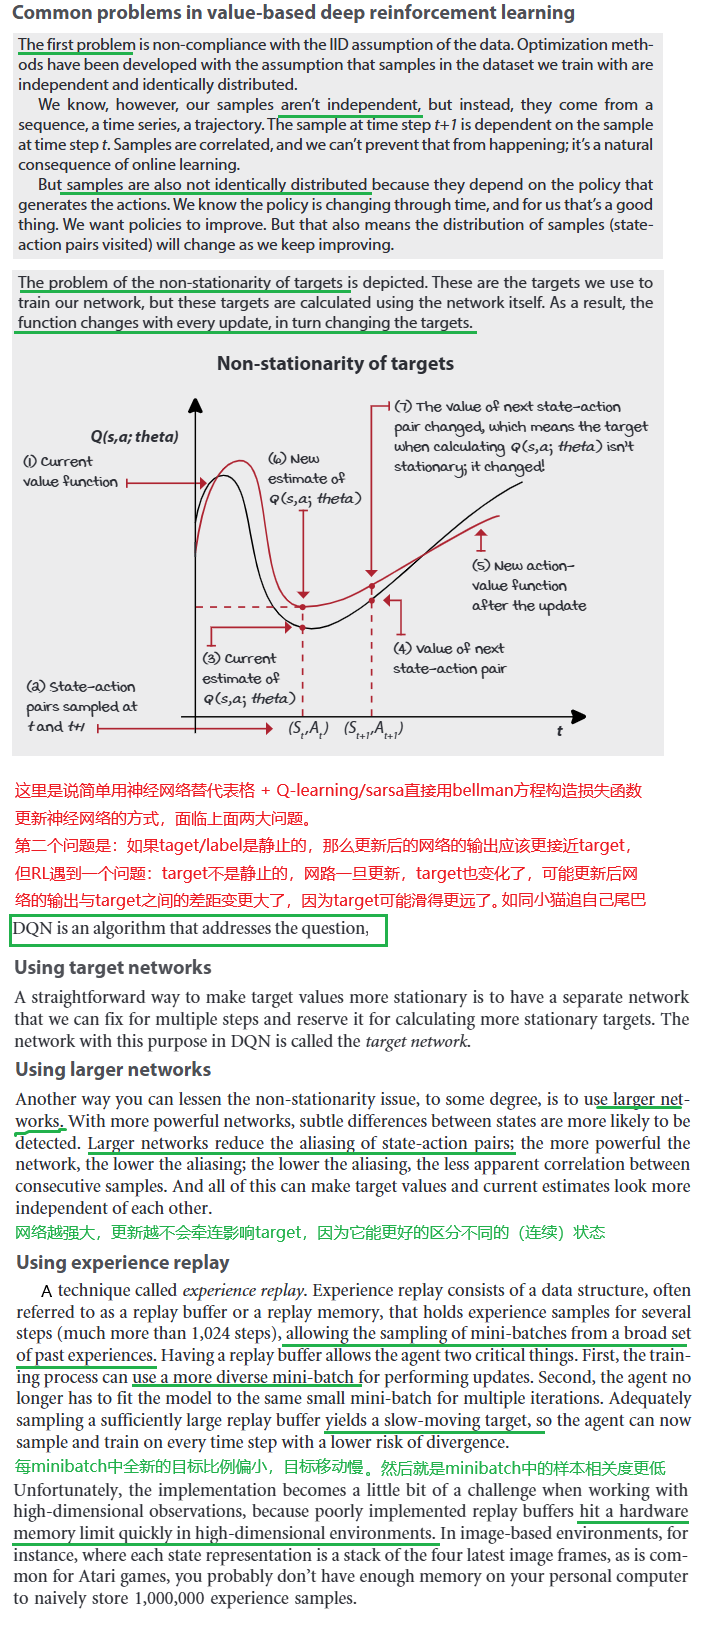 Common problems in value-based deep reinforcement learning
The first problem is non-compliance with the IID assumption of the data. Optimization meth-
ods have been developed with the assumption that samples in the dataset we train with are
independent and identically distributed.
We know, however, our samples aren't independent, but instead, they come from a
sequence, a time series, a trajectory. The sample at time step t+1 is dependent on the sample
at time step t. Samples are correlated, and we can't prevent that from happening; it's a natural
consequence of online learning.
But samples are also not identically distributed because they depend on the policy that
generates the actions. We know the policy is changing through time, and for us that's a good
thing. We want policies to improve. But that also means the distribution of samples (state-
action pairs visited) will change as we keep improving.
The problem of the non-stationarity of targets is depicted. These are the targets we use to
train our network, but these targets are calculated using the network itself. As a result, the
function changes with every update, in turn changing the targets.
Non-stationarity of targets
Q(s,a; theta)
(1) Current
value function
(6) New
estimate of
Q(s,a; theta)
(7) The value of next state-action
pair changed, which means the target
when calculating Q(s,a; theta) isn't
stationary; it changed!
(5) New action-
value function
after the update
(3) Current
estimate of
Q(s,a; theta)
(4) Value of next
state-action pair
(2) State-action
pairs sampled at
t and t+1
(St,At) (St+1,At+1)
t
这里是说简单用神经网络替代表格 + Q-learning/sarsa直接用bellman方程构造损失函数
更新神经网络的方式，面临上面两大问题。
第二个问题是：如果taget/label是静止的，那么更新后的网络的输出应该更接近target，
但RL遇到一个问题：target不是静止的，网路一旦更新，target也变化了，可能更新后网
络的输出与target之间的差距变更大了，因为target可能滑得更远了。如同小猫追自己尾巴
DQN is an algorithm that addresses the question,
Using target networks
A straightforward way to make target values more stationary is to have a separate network
that we can fix for multiple steps and reserve it for calculating more stationary targets. The
network with this purpose in DQN is called the target network.
Using larger networks
Another way you can lessen the non-stationarity issue, to some degree, is to use larger net-
works. With more powerful networks, subtle differences between states are more likely to be
detected. Larger networks reduce the aliasing of state-action pairs; the more powerful the
network, the lower the aliasing; the lower the aliasing, the less apparent correlation between
consecutive samples. And all of this can make target values and current estimates look more
independent of each other.
网络越强大，更新越不会牵连影响target，因为它能更好的区分不同的（连续）状态
Using experience replay
A technique called experience replay. Experience replay consists of a data structure, often
referred to as a replay buffer or a replay memory, that holds experience samples for several
steps (much more than 1,024 steps), allowing the sampling of mini-batches from a broad set
of past experiences. Having a replay buffer allows the agent two critical things. First, the train-
ing process can use a more diverse mini-batch for performing updates. Second, the agent no
longer has to fit the model to the same small mini-batch for multiple iterations. Adequately
sampling a sufficiently large replay buffer yields a slow-moving target, so the agent can now
sample and train on every time step with a lower risk of divergence.
每minibatch中全新的目标比例偏小，目标移动慢。然后就是minibatch中的样本相关度更低
Unfortunately, the implementation becomes a little bit of a challenge when working with
high-dimensional observations, because poorly implemented replay buffers hit a hardware
memory limit quickly in high-dimensional environments. In image-based environments, for
instance, where each state representation is a stack of the four latest image frames, as is com-
mon for Atari games, you probably don't have enough memory on your personal computer
to naively store 1,000,000 experience samples.